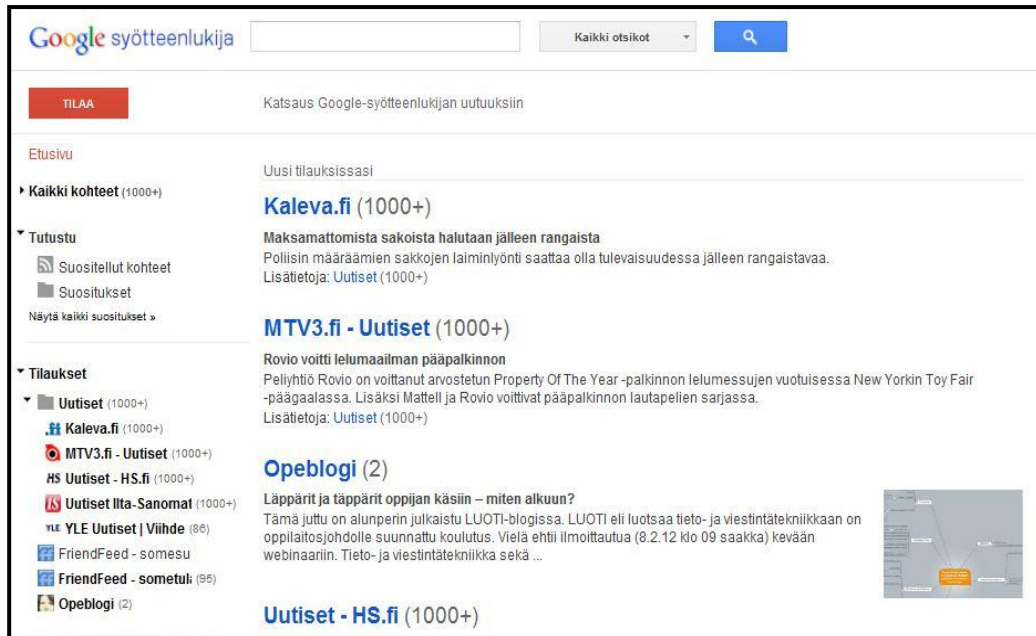 Google syötteenlukija
Kaikki otsikot
TILAA
Katsaus Google-syötteenlukijan uutuuksiin
Etusivu
Kaikki kohteet (1000+)
Tutustu
Suositellut kohteet
Suositukset
Näytä kaikki suositukset »
Tilaukset
Uutiset (1000+)
Kaleva.fi (1000+)
MTV3.fi - Uutiset (1000+)
HS Uutiset - HS.fi (1000+)
IS Uutiset Ilta-Sanomat (1000+)
YLE YLE Uutiset | Viihde (86)
ff FriendFeed - somesu
ff FriendFeed - sometula (95)
Opeblogi (2)
Uusi tilauksissasi
Kaleva.fi (1000+)
Maksamattomista sakoista halutaan jälleen rangaista
Poliisin määräämien sakkojen laiminlyönti saattaa olla tulevaisuudessa jälleen rangaistavaa.
Lisätietoja: Uutiset (1000+)
MTV3.fi - Uutiset (1000+)
Rovio voitti lelumaailman pääpalkinnon
Peliyhtiö Rovio on voittanut arvostetun Property Of The Year -palkinnon lelumessujen vuotuisessa New Yorkin Toy Fair
-päägaalassa. Lisäksi Mattell ja Rovio voittivat pääpalkinnon lautapelien sarjassa.
Lisätietoja: Uutiset (1000+)
Opeblogi (2)
Läppärit ja täppärit oppijan käsiin – miten alkuun?
Tämä juttu on alunperin julkaistu LUOTI-blogissa. LUOTI eli luotsaa tieto- ja viestintätekniikkaan on
oppilaitosjohdolle suunnattu koulutus. Vielä ehtii ilmoittautua (8.2.12 klo 09 saakka) kevään
webinaariin. Tieto- ja viestintätekniikka sekä ...
Uutiset - HS.fi (1000+)